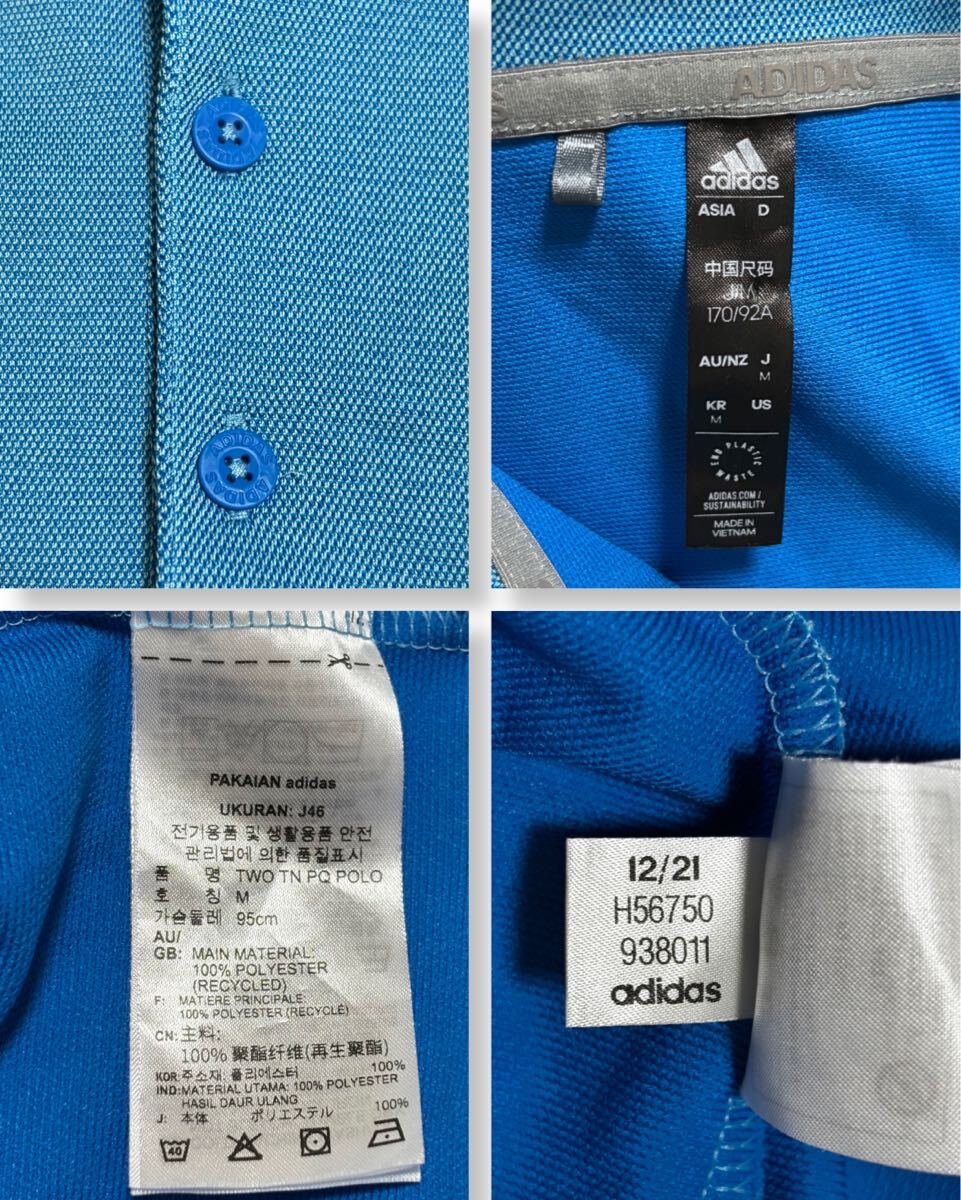 ADIDAS
ADIDAS
ADIDAS
adidas
ASIA D
中国尺码
J/M
170/92A
AU/NZ J
M
KR US
M
END PLASTIC WASTE
ADIDAS.COM/
SUSTAINABILITY
MADE IN
VIETNAM
PAKAIAN adidas
UKURAN: J46
전기용품 및 생활용품 안전
관리법에 의한 품질표시
품 명 TWO TN PQ POLO
호 칭 M
가슴둘레 95cm
AU/
GB: MAIN MATERIAL:
100% POLYESTER
(RECYCLED)
F: MATIERE PRINCIPALE:
100% POLYESTER (RECYCLÉ)
CN: 主料:
100% 聚酯纤维(再生聚酯)
KOR: 주소재: 폴리에스터 100%
IND: MATERIAL UTAMA: 100% POLYESTER
HASIL DAUR ULANG
J: 本体 ポリエステル 100%
40
12/21
H56750
938011
adidas